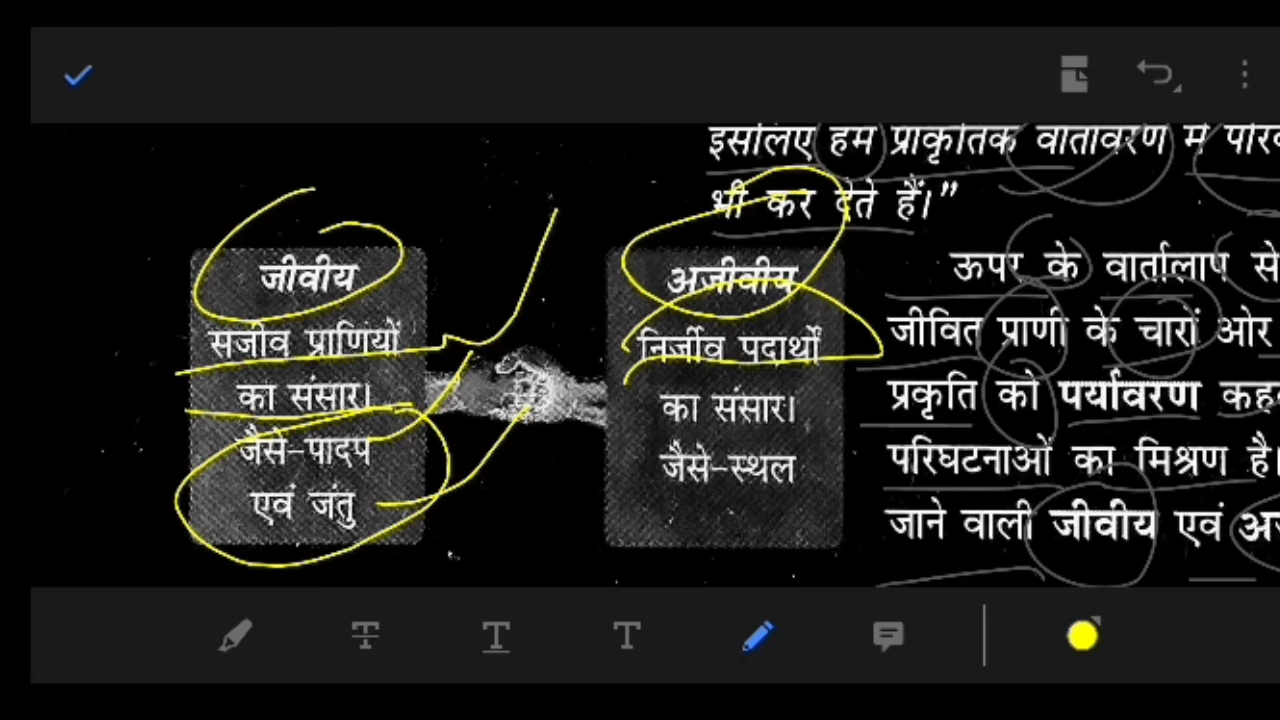 जीवीय
सजीव प्राणियों
का संसार।
जैसे-पादप
एवं जंतु
अजीवीय
निर्जीव पदार्थों
का संसार।
जैसे-स्थल
इसलिए हम प्राकृतिक वातावरण में
भी कर देते हैं।”
ऊपर के वार्तालाप से
जीवित प्राणी के चारों ओर
प्रकृति को पर्यावरण
परिघटनाओं का मिश्रण है।
जाने वाली जीवीय एवं